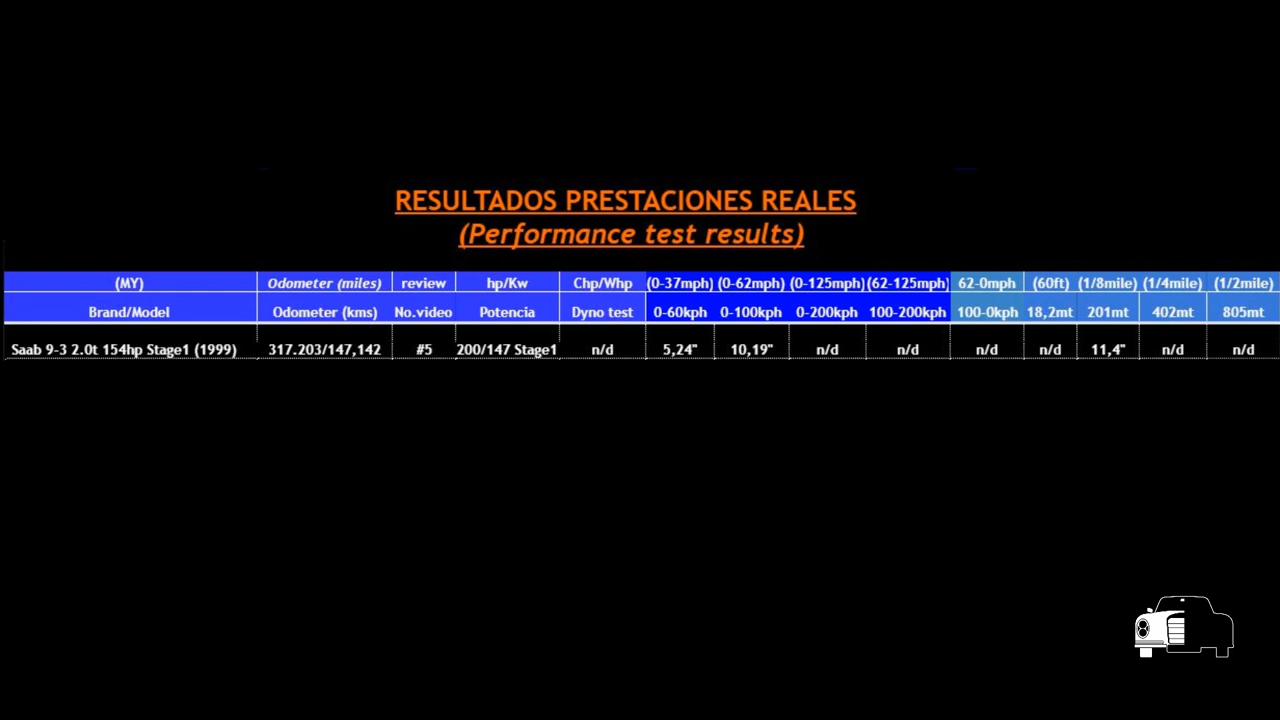 RESULTADOS PRESTACIONES REALES
(Performance test results)
(MY) Odometer (miles) review hp/Kw Chp/Whp (0-37mph) (0-62mph) (0-125mph) (62-125mph) 62-0mph (60ft) (1/8mile) (1/4mile) (1/2mile)
Brand/Model Odometer (kms) No.video Potencia Dyno test 0-60kph 0-100kph 0-200kph 100-200kph 100-0kph 18,2mt 201mt 402mt 805mt
Saab 9-3 2.0t 154hp Stage1 (1999) 317.203/147,142 #5 200/147 Stage1 n/d 5,24" 10,19" n/d n/d n/d n/d 11,4" n/d n/d